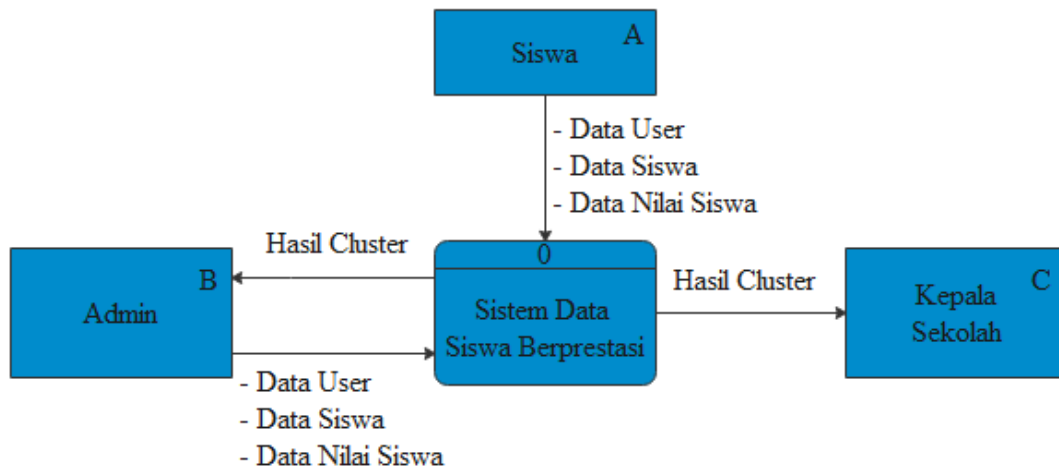 A
Siswa
- Data User
- Data Siswa
- Data Nilai Siswa
Hasil Cluster
0
Hasil Cluster
B
Admin
Sistem Data
Siswa Berprestasi
C
Kepala
Sekolah
- Data User
- Data Siswa
- Data Nilai Siswa